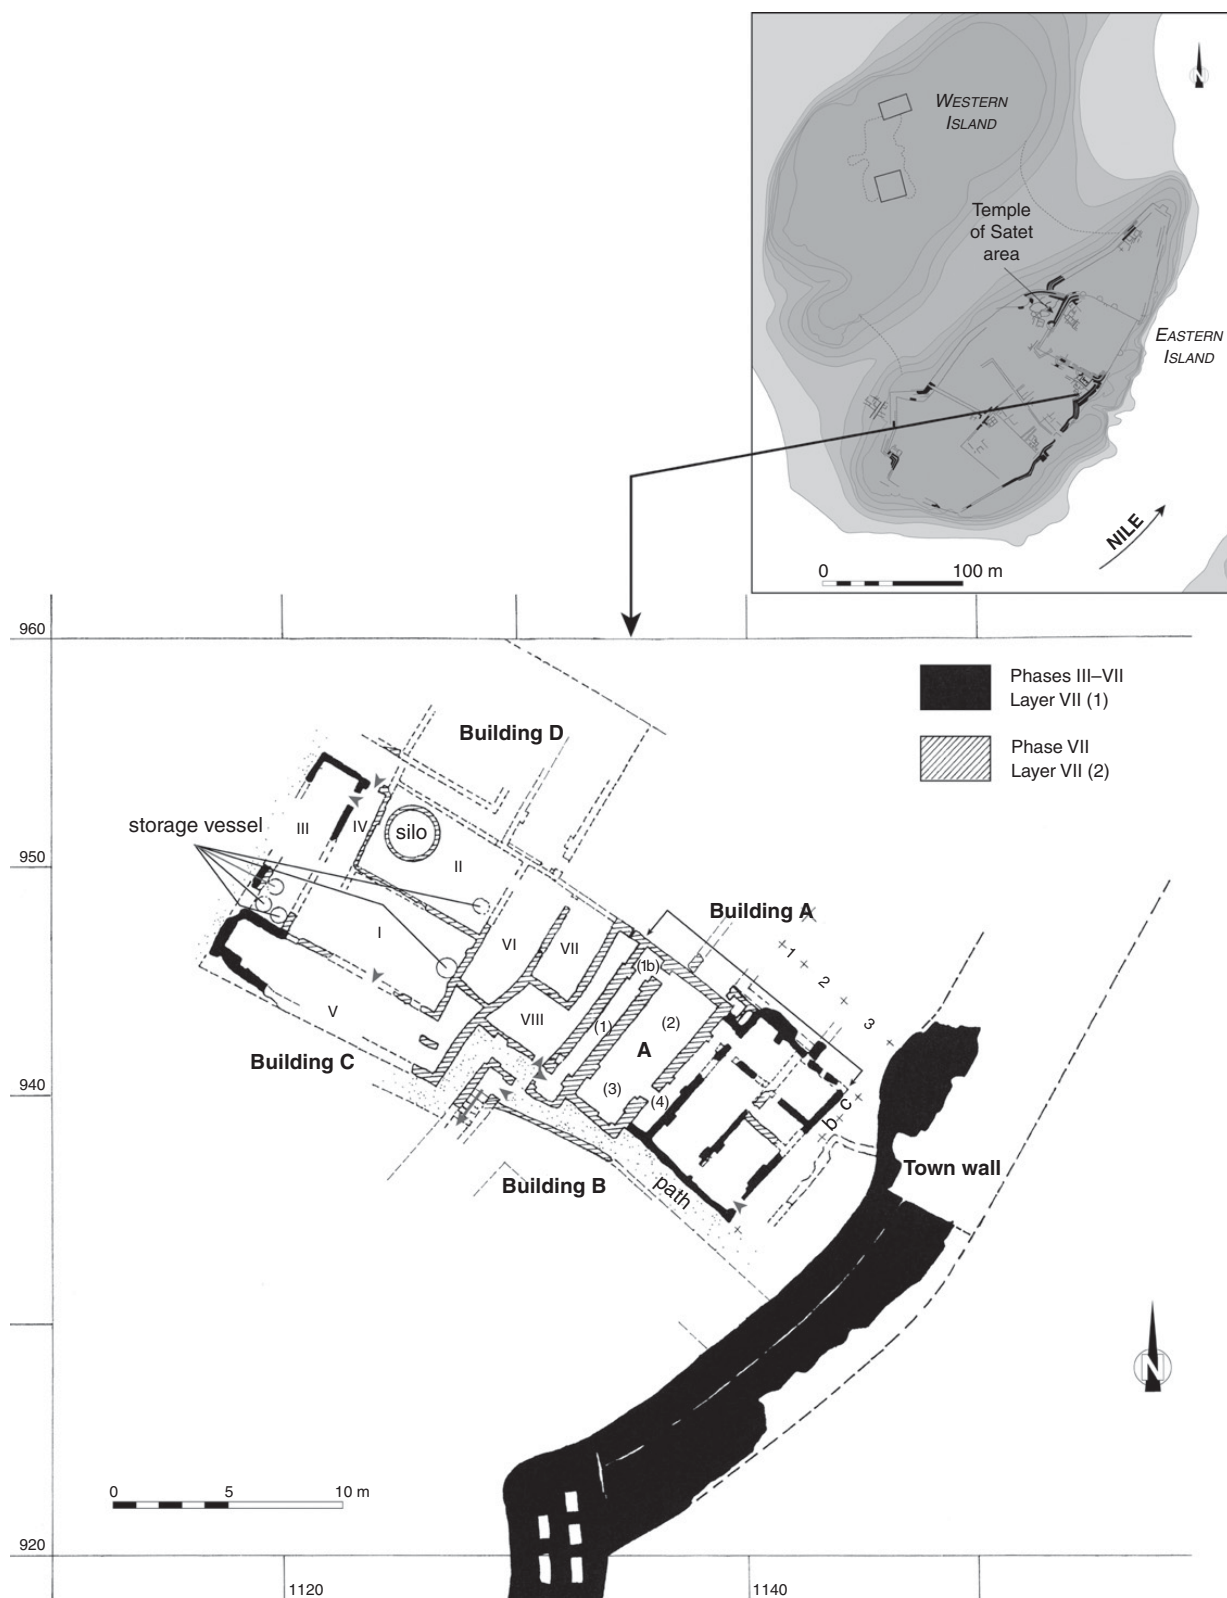 N
WESTERN
ISLAND
Temple
of Satet
area
EASTERN
ISLAND
NILE
0
100 m
960
Phases III–VII
Layer VII (1)
Phase VII
Layer VII (2)
Building D
storage vessel
III
IV
silo
II
950
Building A
I
VI
VII
(1b)
1
2
3
V
VIII
(1)
(2)
A
Building C
(3)
(4)
940
c
b
Town wall
Building B
path
N
0
5
10 m
920
1120
1140